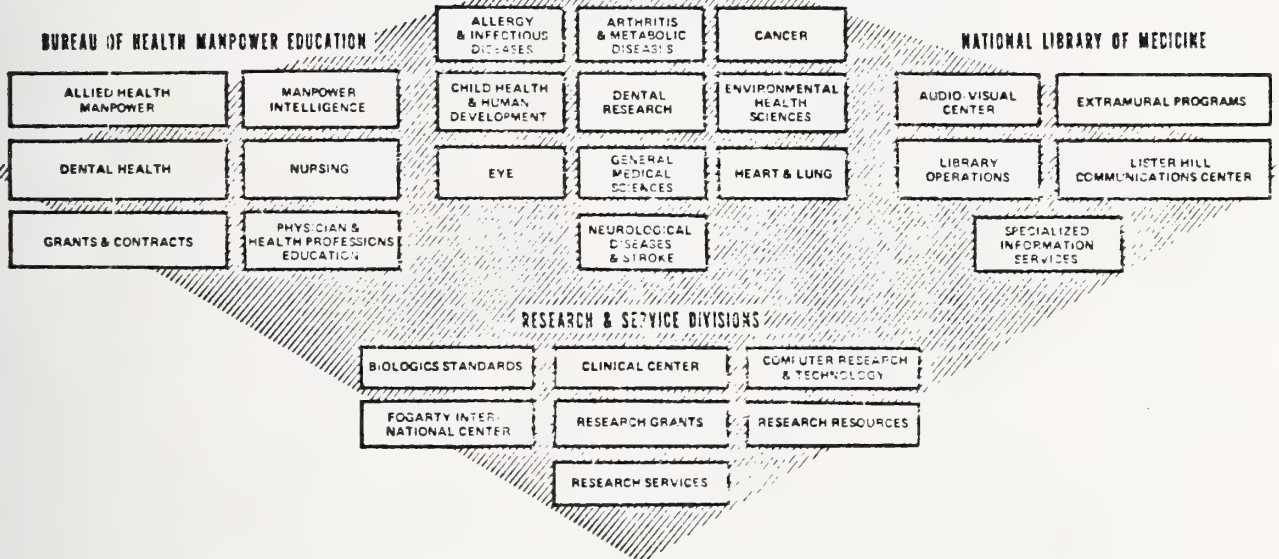 BUREAU OF HEALTH MANPOWER EDUCATION
ALLIED HEALTH
MANPOWER
MANPOWER
INTELLIGENCE
DENTAL HEALTH
NURSING
GRANTS & CONTRACTS
PHYSICIAN &
HEALTH PROFESSIONS
EDUCATION
ALLERGY
& INFECTIOUS
DISEASES
ARTHRITIS
& METABOLIC
DISEASES
CANCER
CHILD HEALTH
& HUMAN
DEVELOPMENT
DENTAL
RESEARCH
ENVIRONMENTAL
HEALTH
SCIENCES
EYE
GENERAL
MEDICAL
SCIENCES
HEART & LUNG
NEUROLOGICAL
DISEASES
& STROKE
NATIONAL LIBRARY OF MEDICINE
AUDIO-VISUAL
CENTER
EXTRAMURAL PROGRAMS
LIBRARY
OPERATIONS
LISTER HILL
COMMUNICATIONS CENTER
SPECIALIZED
INFORMATION
SERVICES
RESEARCH & SERVICE DIVISIONS
BIOLOGICS STANDARDS
CLINICAL CENTER
COMPUTER RESEARCH
& TECHNOLOGY
FOGARTY INTER-
NATIONAL CENTER
RESEARCH GRANTS
RESEARCH RESOURCES
RESEARCH SERVICES